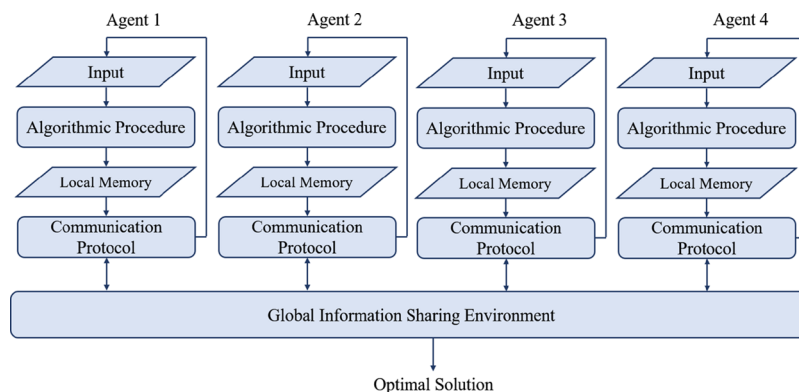 Agent 1
Agent 2
Agent 3
Agent 4
Input
Input
Input
Input
Algorithmic Procedure
Algorithmic Procedure
Algorithmic Procedure
Algorithmic Procedure
Local Memory
Local Memory
Local Memory
Local Memory
Communication
Protocol
Communication
Protocol
Communication
Protocol
Communication
Protocol
Global Information Sharing Environment
Optimal Solution